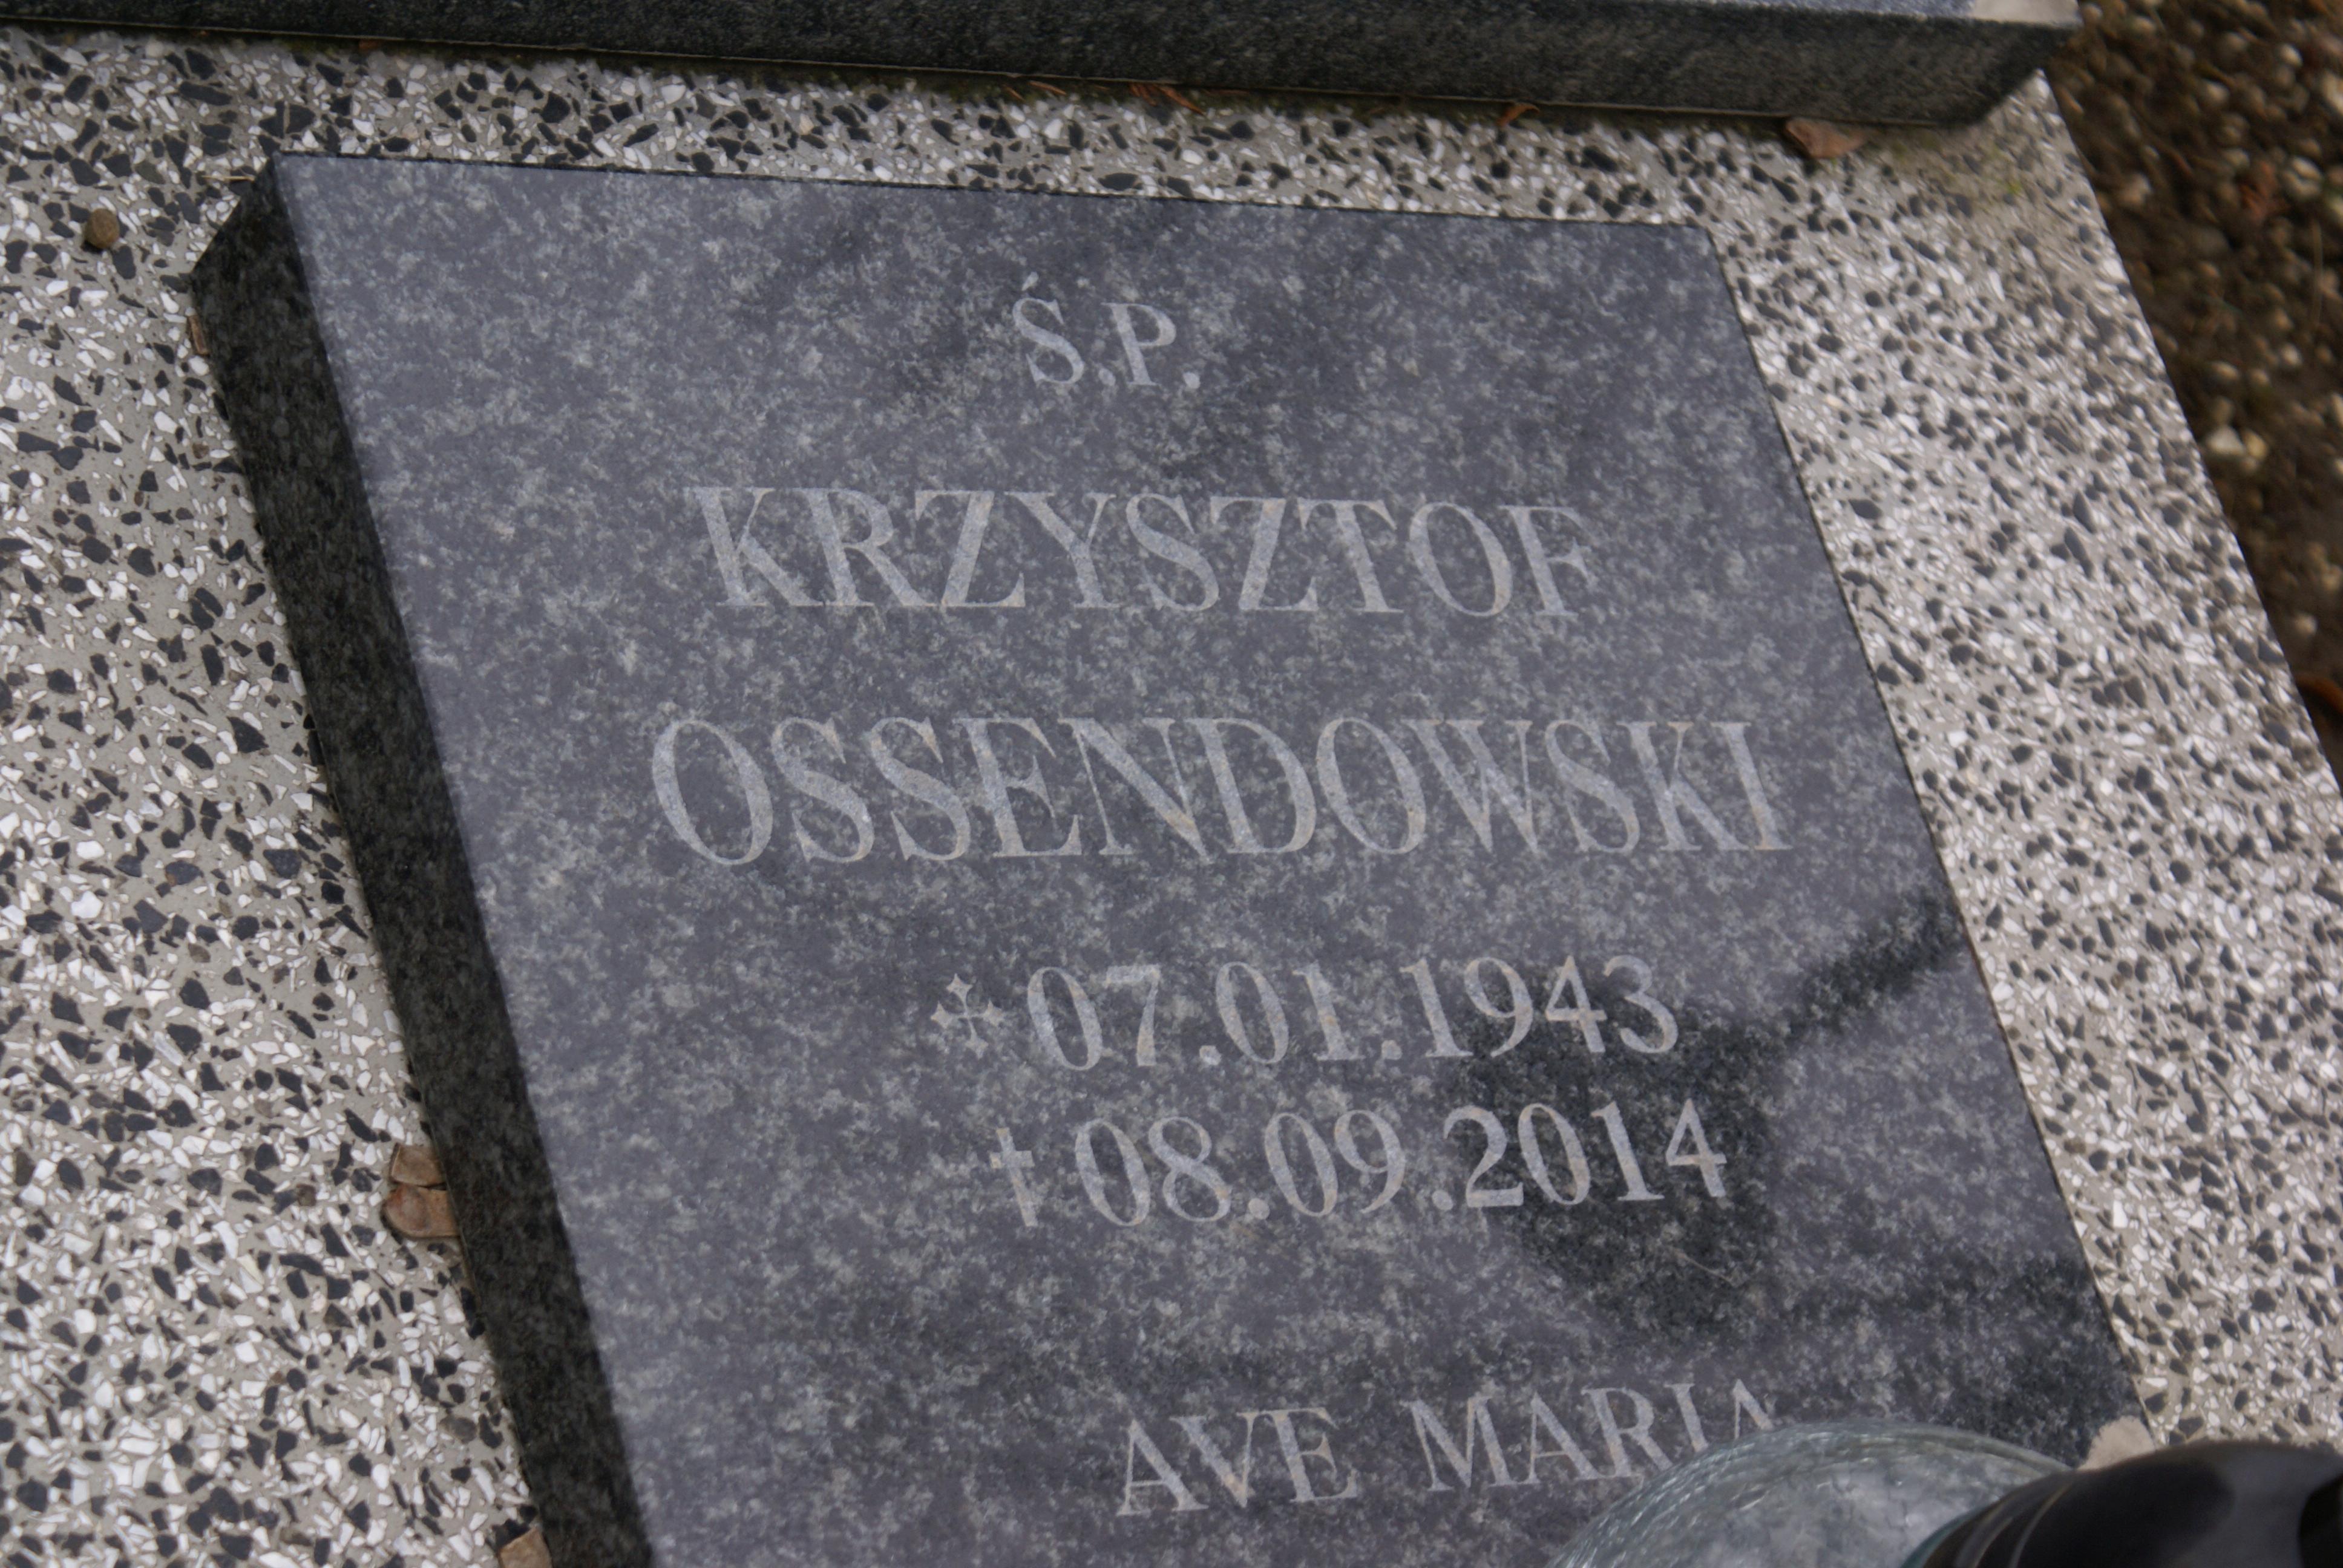 Ś.P.
KRZYSZTOF
OSSENDOWSKI
07.01.1943
† 08.09.2014
AVE MARIA